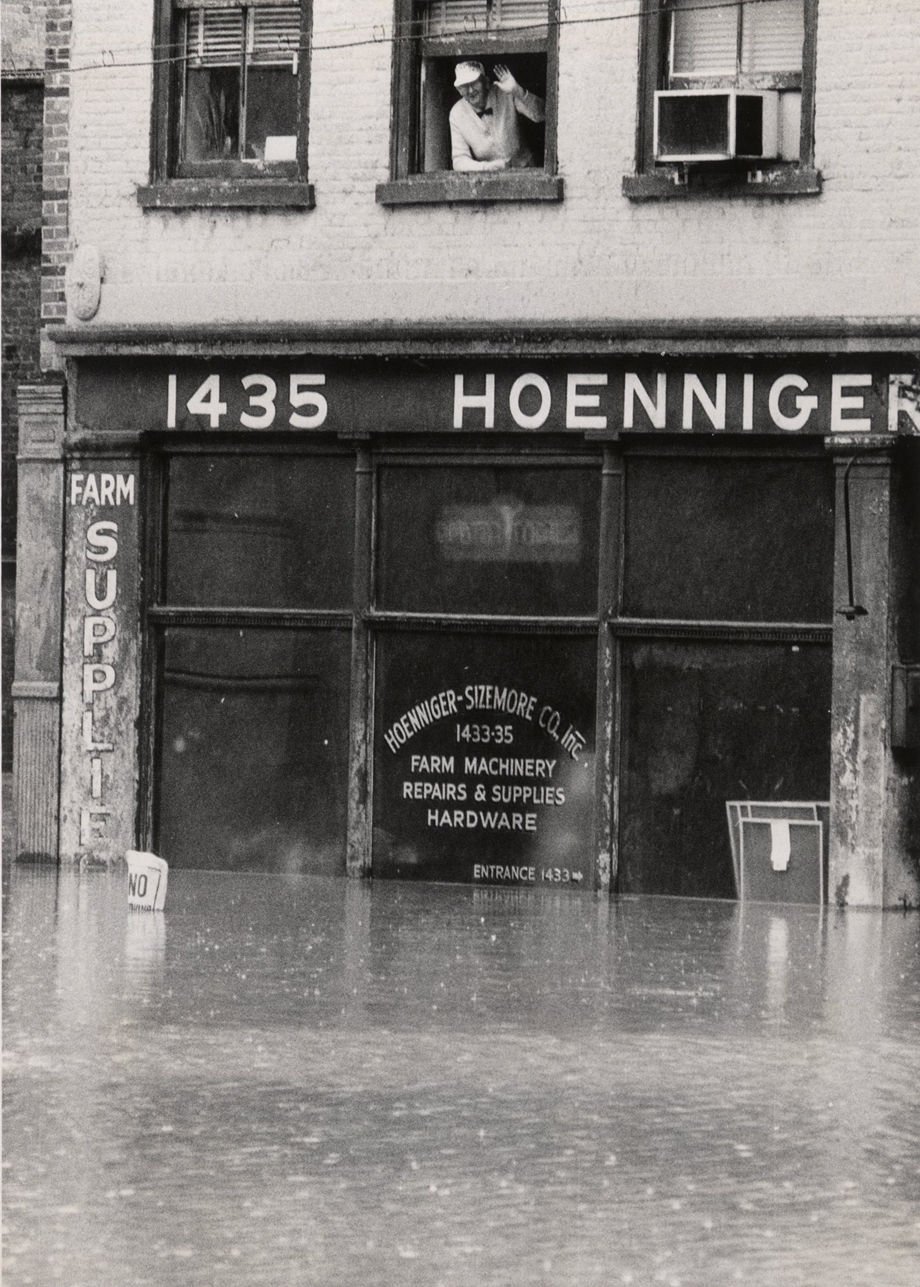 1435 HOENNIGER
FARM
SUPPLIE
HOENNIGER-SIZEMORE CO, Inc
1433-35
FARM MACHINERY
REPAIRS & SUPPLIES
HARDWARE
ENTRANCE 1433
NO